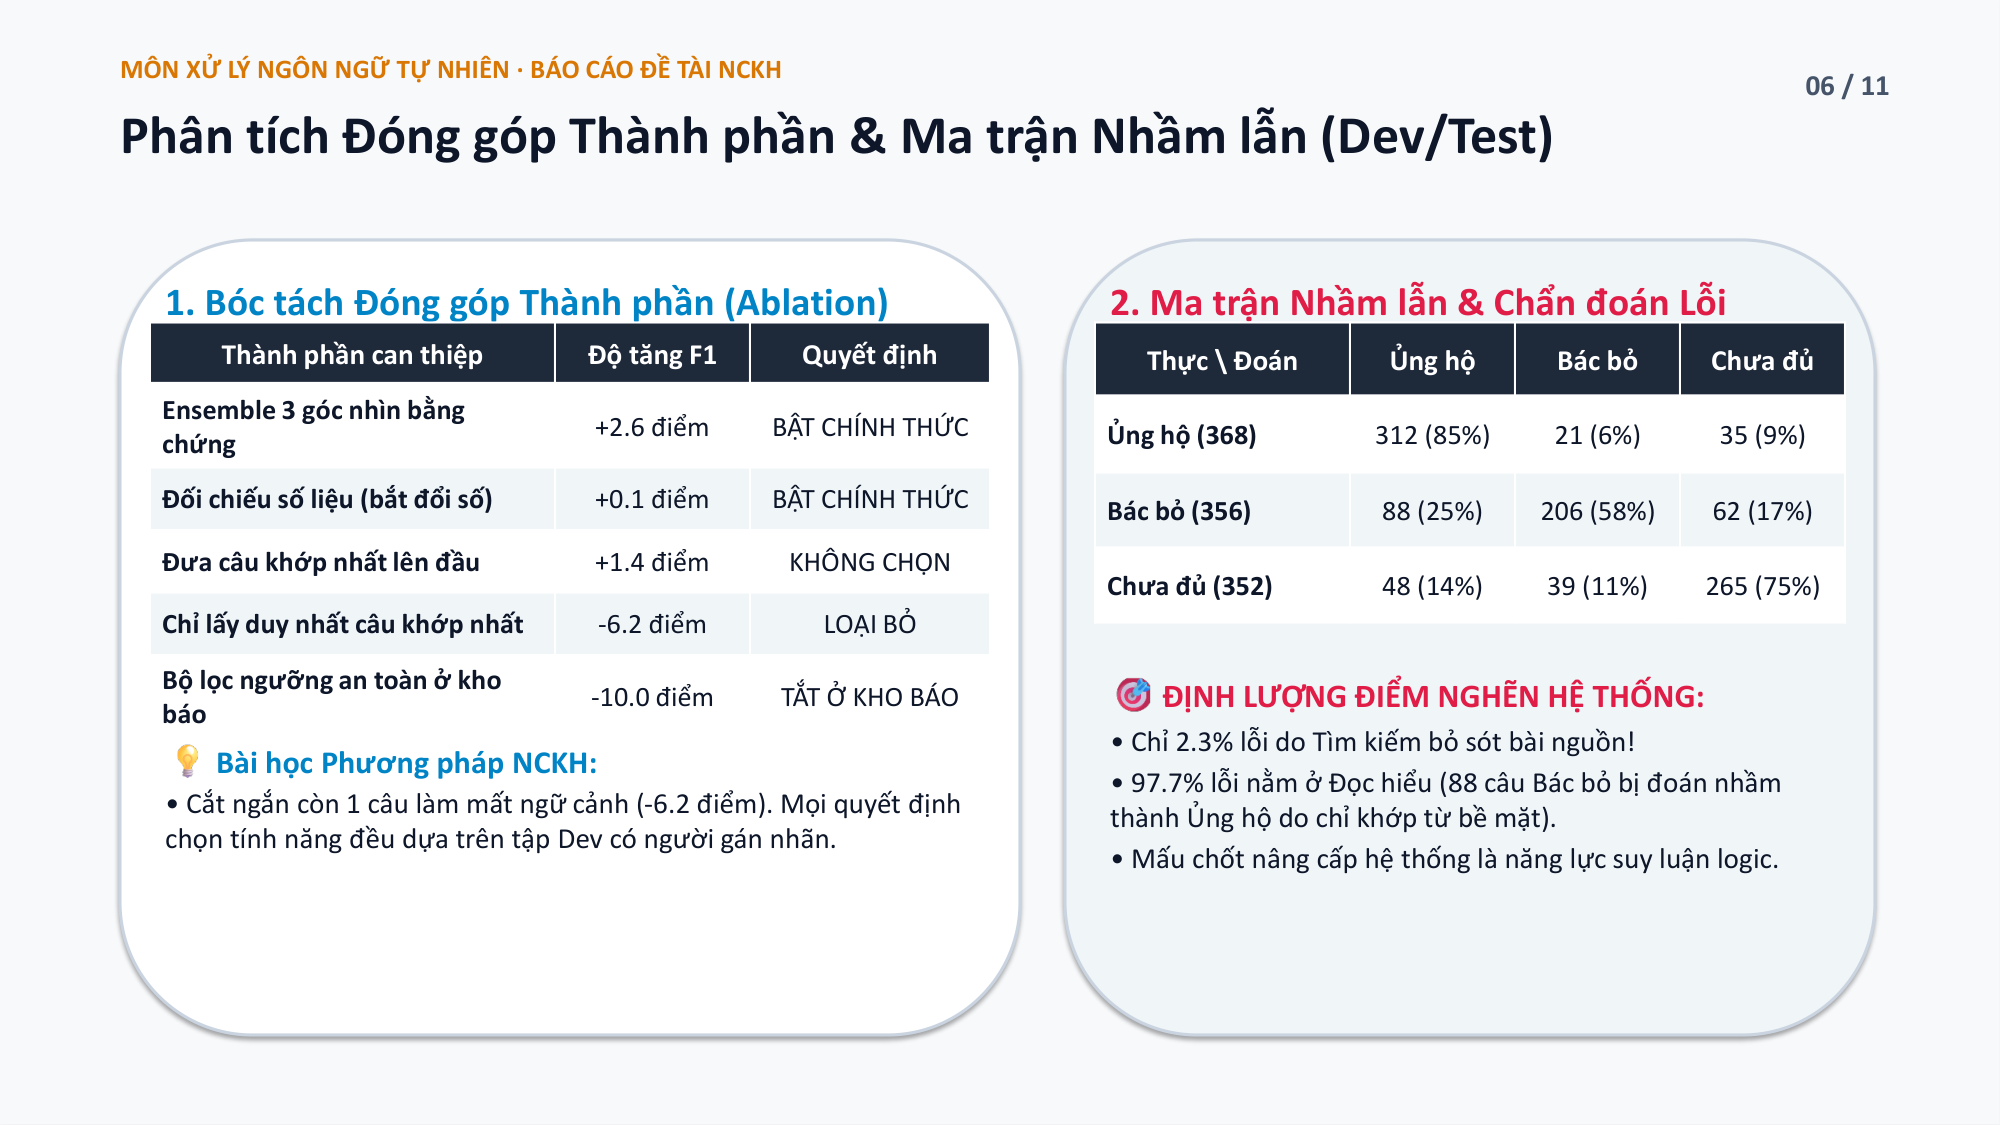 MÔN XỬ LÝ NGÔN NGỮ TỰ NHIÊN · BÁO CÁO ĐỀ TÀI NCKH
06 / 11
Phân tích Đóng góp Thành phần & Ma trận Nhầm lẫn (Dev/Test)
1. Bóc tách Đóng góp Thành phần (Ablation)
Thành phần can thiệp Độ tăng F1 Quyết định
Ensemble 3 góc nhìn bằng
chứng
+2.6 điểm BẬT CHÍNH THỨC
Đối chiếu số liệu (bắt đổi số) +0.1 điểm BẬT CHÍNH THỨC
Đưa câu khớp nhất lên đầu +1.4 điểm KHÔNG CHỌN
Chỉ lấy duy nhất câu khớp nhất -6.2 điểm LOẠI BỎ
Bộ lọc ngưỡng an toàn ở kho
báo
-10.0 điểm TẮT Ở KHO BÁO
💡 Bài học Phương pháp NCKH:
• Cắt ngắn còn 1 câu làm mất ngữ cảnh (-6.2 điểm). Mọi quyết định
chọn tính năng đều dựa trên tập Dev có người gán nhãn.
2. Ma trận Nhầm lẫn & Chẩn đoán Lỗi
Thực \ Đoán Ủng hộ Bác bỏ Chưa đủ
Ủng hộ (368) 312 (85%) 21 (6%) 35 (9%)
Bác bỏ (356) 88 (25%) 206 (58%) 62 (17%)
Chưa đủ (352) 48 (14%) 39 (11%) 265 (75%)
🎯 ĐỊNH LƯỢNG ĐIỂM NGHẼN HỆ THỐNG:
• Chỉ 2.3% lỗi do Tìm kiếm bỏ sót bài nguồn!
• 97.7% lỗi nằm ở Đọc hiểu (88 câu Bác bỏ bị đoán nhầm
thành Ủng hộ do chỉ khớp từ bề mặt).
• Mấu chốt nâng cấp hệ thống là năng lực suy luận logic.